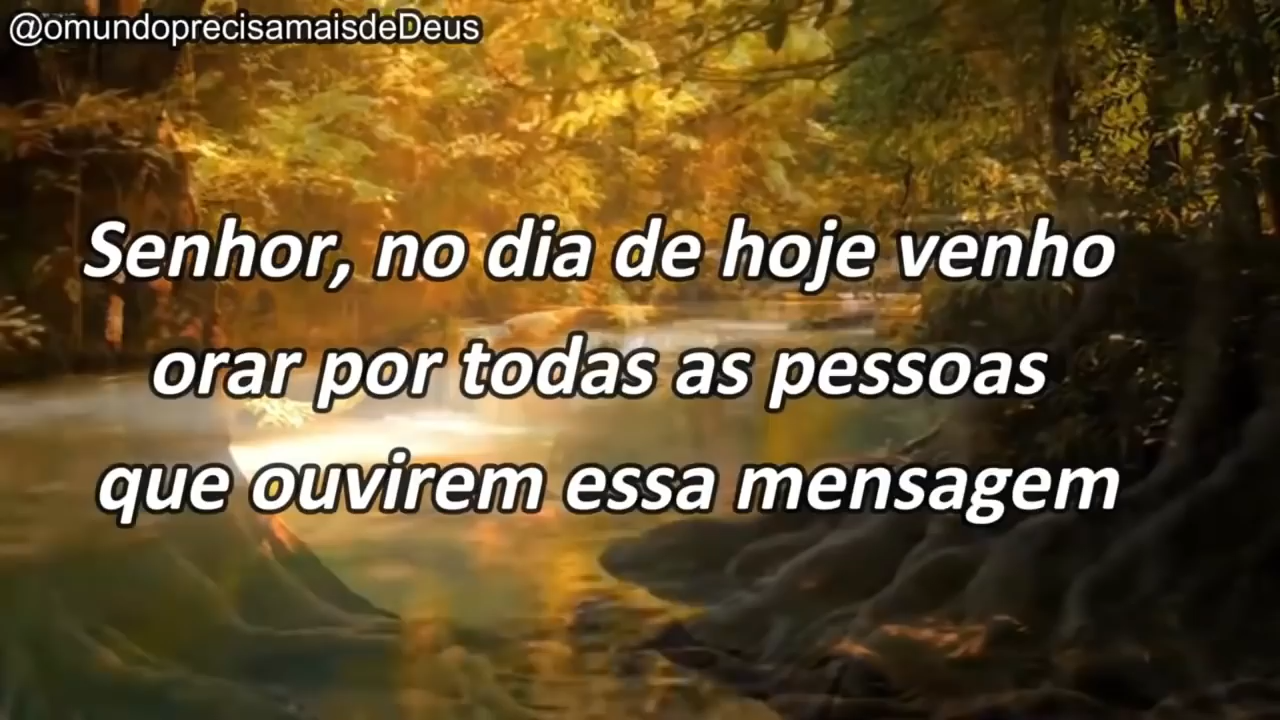 @omundoprecisamaisdeDeus
Senhor, no dia de hoje venho
orar por todas as pessoas
que ouvirem essa mensagem